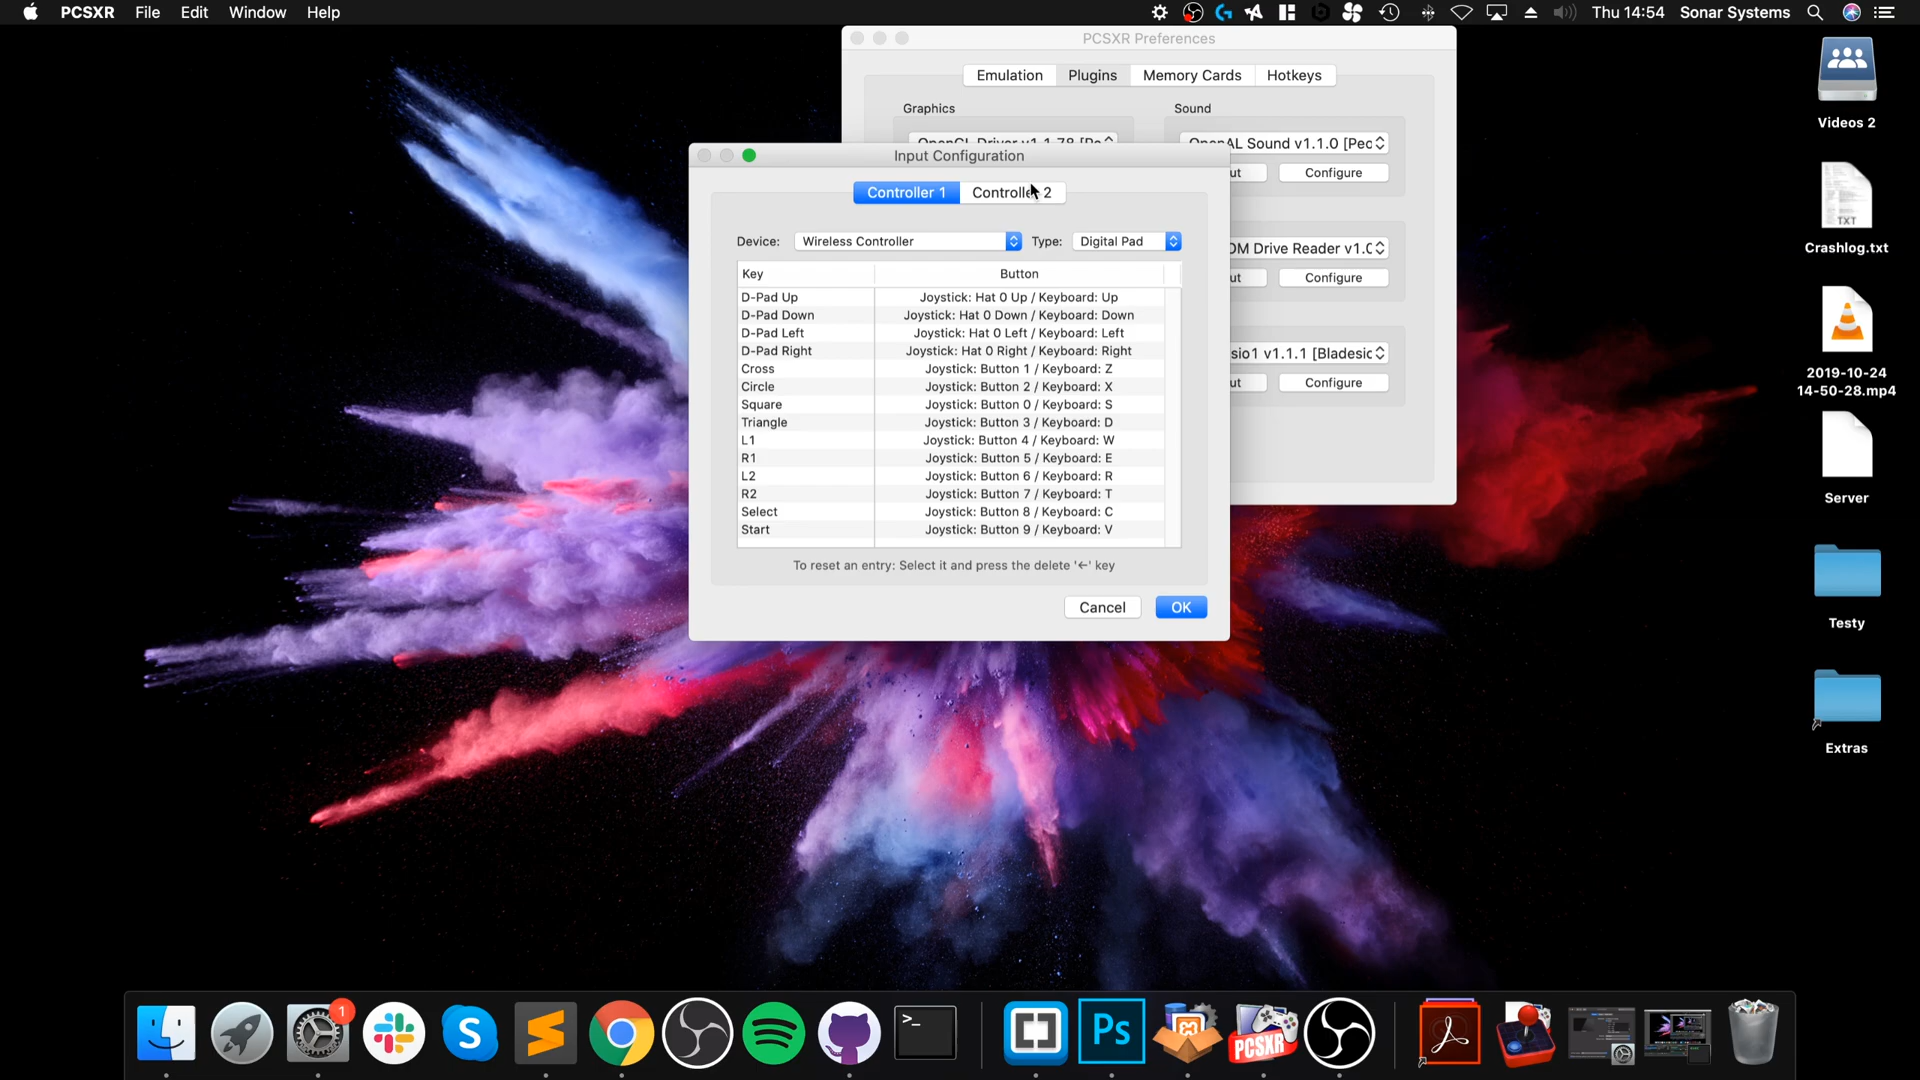 PCSXR File Edit Window Help
Thu 14:54 Sonar Systems
PCSXR Preferences
Emulation Plugins Memory Cards Hotkeys
Graphics
Sound
OpenAL Sound v1.1.0 [Pec
Configure
Input Configuration
Controller 1
Device: Wireless Controller Type: Digital Pad
Key Button
D-Pad Up Joystick: Hat 0 Up / Keyboard: Up
D-Pad Down Joystick: Hat 0 Down / Keyboard: Down
D-Pad Left Joystick: Hat 0 Left / Keyboard: Left
D-Pad Right Joystick: Hat 0 Right / Keyboard: Right
Cross Joystick: Button 1 / Keyboard: Z
Circle Joystick: Button 2 / Keyboard: X
Square Joystick: Button 0 / Keyboard: S
Triangle Joystick: Button 3 / Keyboard: D
L1 Joystick: Button 4 / Keyboard: W
R1 Joystick: Button 5 / Keyboard: E
L2 Joystick: Button 6 / Keyboard: R
R2 Joystick: Button 7 / Keyboard: T
Select Joystick: Button 8 / Keyboard: C
Start Joystick: Button 9 / Keyboard: V
To reset an entry: Select it and press the delete '←' key
Cancel OK
OM Drive Reader v1.0
Configure
sio1 v1.1.1 [Bladesic
Configure
Videos 2
TXT
Crashlog.txt
2019-10-24
14-50-28.mp4
Server
Testy
Extras
1
S
>_
Ps
PCSXR